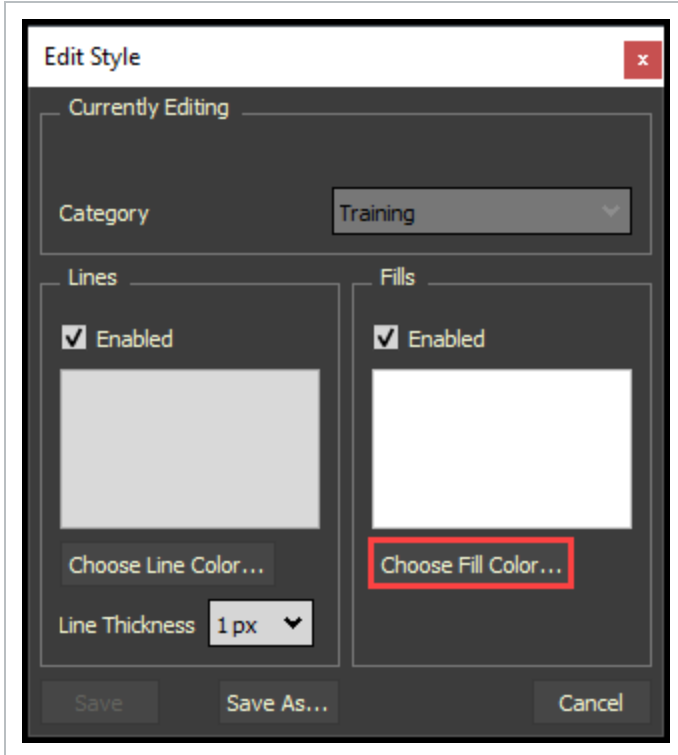 Edit Style
x
Currently Editing
Category
Training
Lines
Fills
Enabled
Enabled
Choose Line Color...
Choose Fill Color...
Line Thickness
1 px
Save
Save As...
Cancel